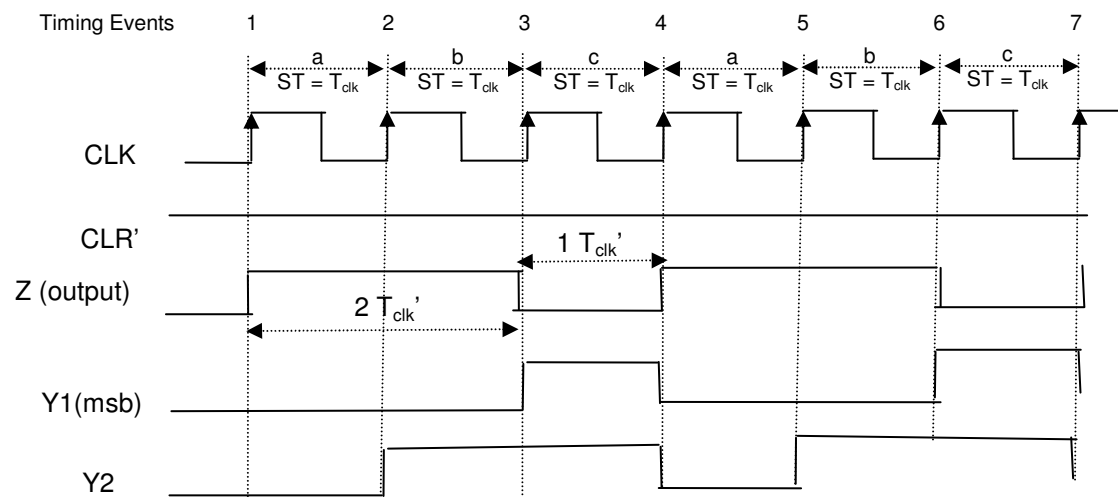 Timing Events 1 2 3 4 5 6 7
a b c a b c
ST = Tclk ST = Tclk ST = Tclk ST = Tclk ST = Tclk ST = Tclk
CLK
CLR'
1 Tclk'
Z (output)
2 Tclk'
Y1(msb)
Y2